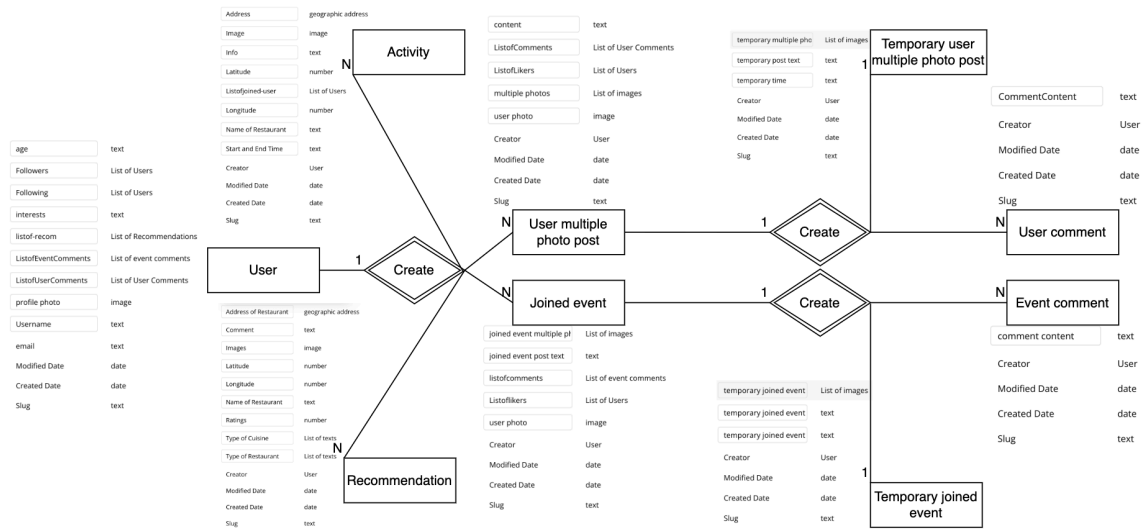 Address geographic address
Image image
Info text
Latitude number
Listofjoined-user List of Users
Longitude number
Name of Restaurant text
Start and End Time text
Creator User
Modified Date date
Created Date date
Slug text
Activity
N
content text
ListofComments List of User Comments
ListofLikers List of Users
multiple photos List of images
user photo image
Creator User
Modified Date date
Created Date date
Slug text
temporary multiple pho List of images
temporary post text text
temporary time text
Creator User
Modified Date date
Created Date date
Slug text
Temporary user
multiple photo post
1
CommentContent text
Creator User
Modified Date date
Created Date date
Slug text
age text
Followers List of Users
Following List of Users
interests text
listof-recom List of Recommendations
ListofEventComments List of event comments
ListofUserComments List of User Comments
profile photo image
Username text
email text
Modified Date date
Created Date date
Slug text
User
1
Create
N
User multiple
photo post
1
Create
N
User comment
N
Joined event
1
Create
N
Event comment
Address of Restaurant geographic address
Comment text
Images image
Latitude number
Longitude number
Name of Restaurant text
Ratings number
Type of Cuisine List of texts
Type of Restaurant List of texts
Creator User
Modified Date date
Created Date date
Slug text
N
Recommendation
joined event multiple pl List of images
joined event post text text
listofcomments List of event comments
Listoflikers List of Users
user photo image
Creator User
Modified Date date
Created Date date
Slug text
temporary joined event List of images
temporary joined event text
temporary joined event text
Creator User
Modified Date date
Created Date date
Slug text
1
Temporary joined
event
comment content text
Creator User
Modified Date date
Created Date date
Slug text